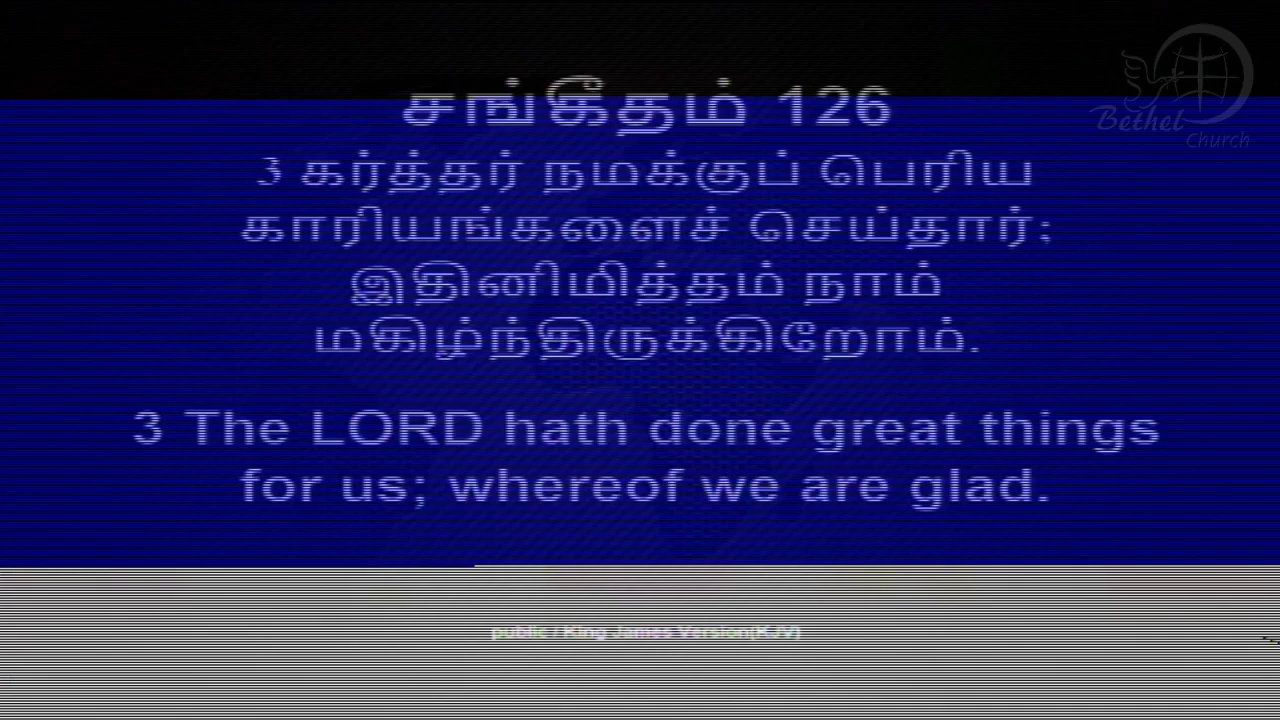 Bethel
Church
சங்கீதம் 126
3 கர்த்தர் நமக்குப் பெரிய
காரியங்களைச் செய்தார்;
இதினிமித்தம் நாம்
மகிழ்ந்திருக்கிறோம்.
3 The LORD hath done great things
for us; whereof we are glad.
public / King James Version(KJV)